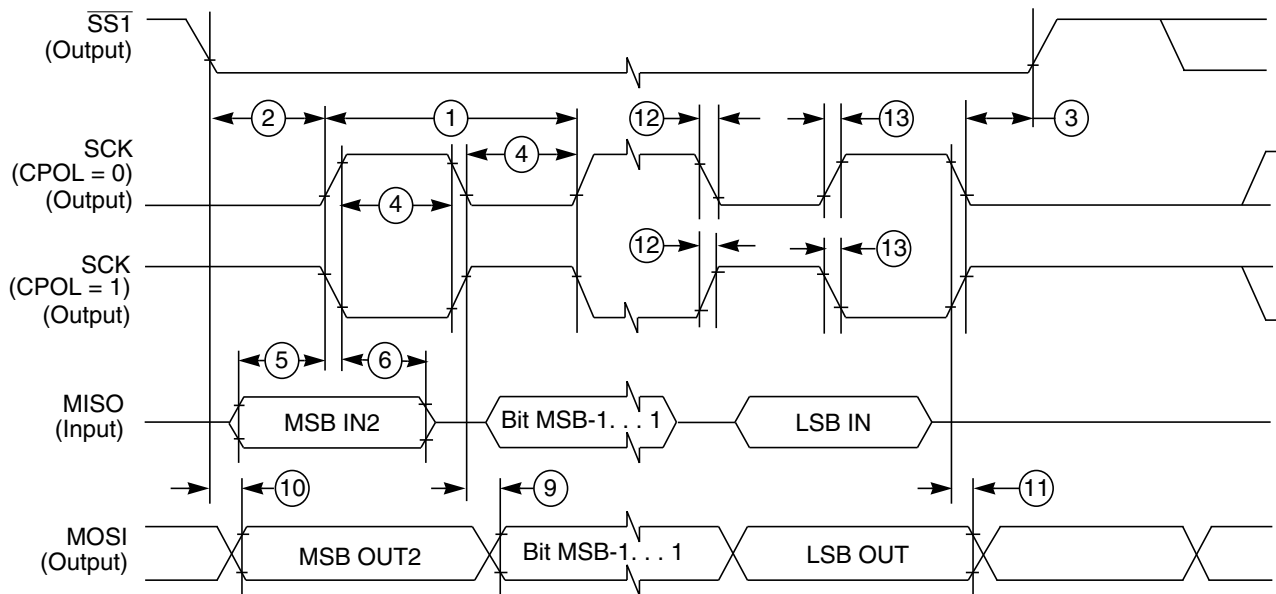 SS1
(Output)
2
1
12
13
3
SCK
(CPOL = 0)
(Output)
4
4
SCK
(CPOL = 1)
(Output)
12
13
5
6
MISO
(Input)
MSB IN2
Bit MSB-1. . . 1
LSB IN
10
9
11
MOSI
(Output)
MSB OUT2
Bit MSB-1. . . 1
LSB OUT